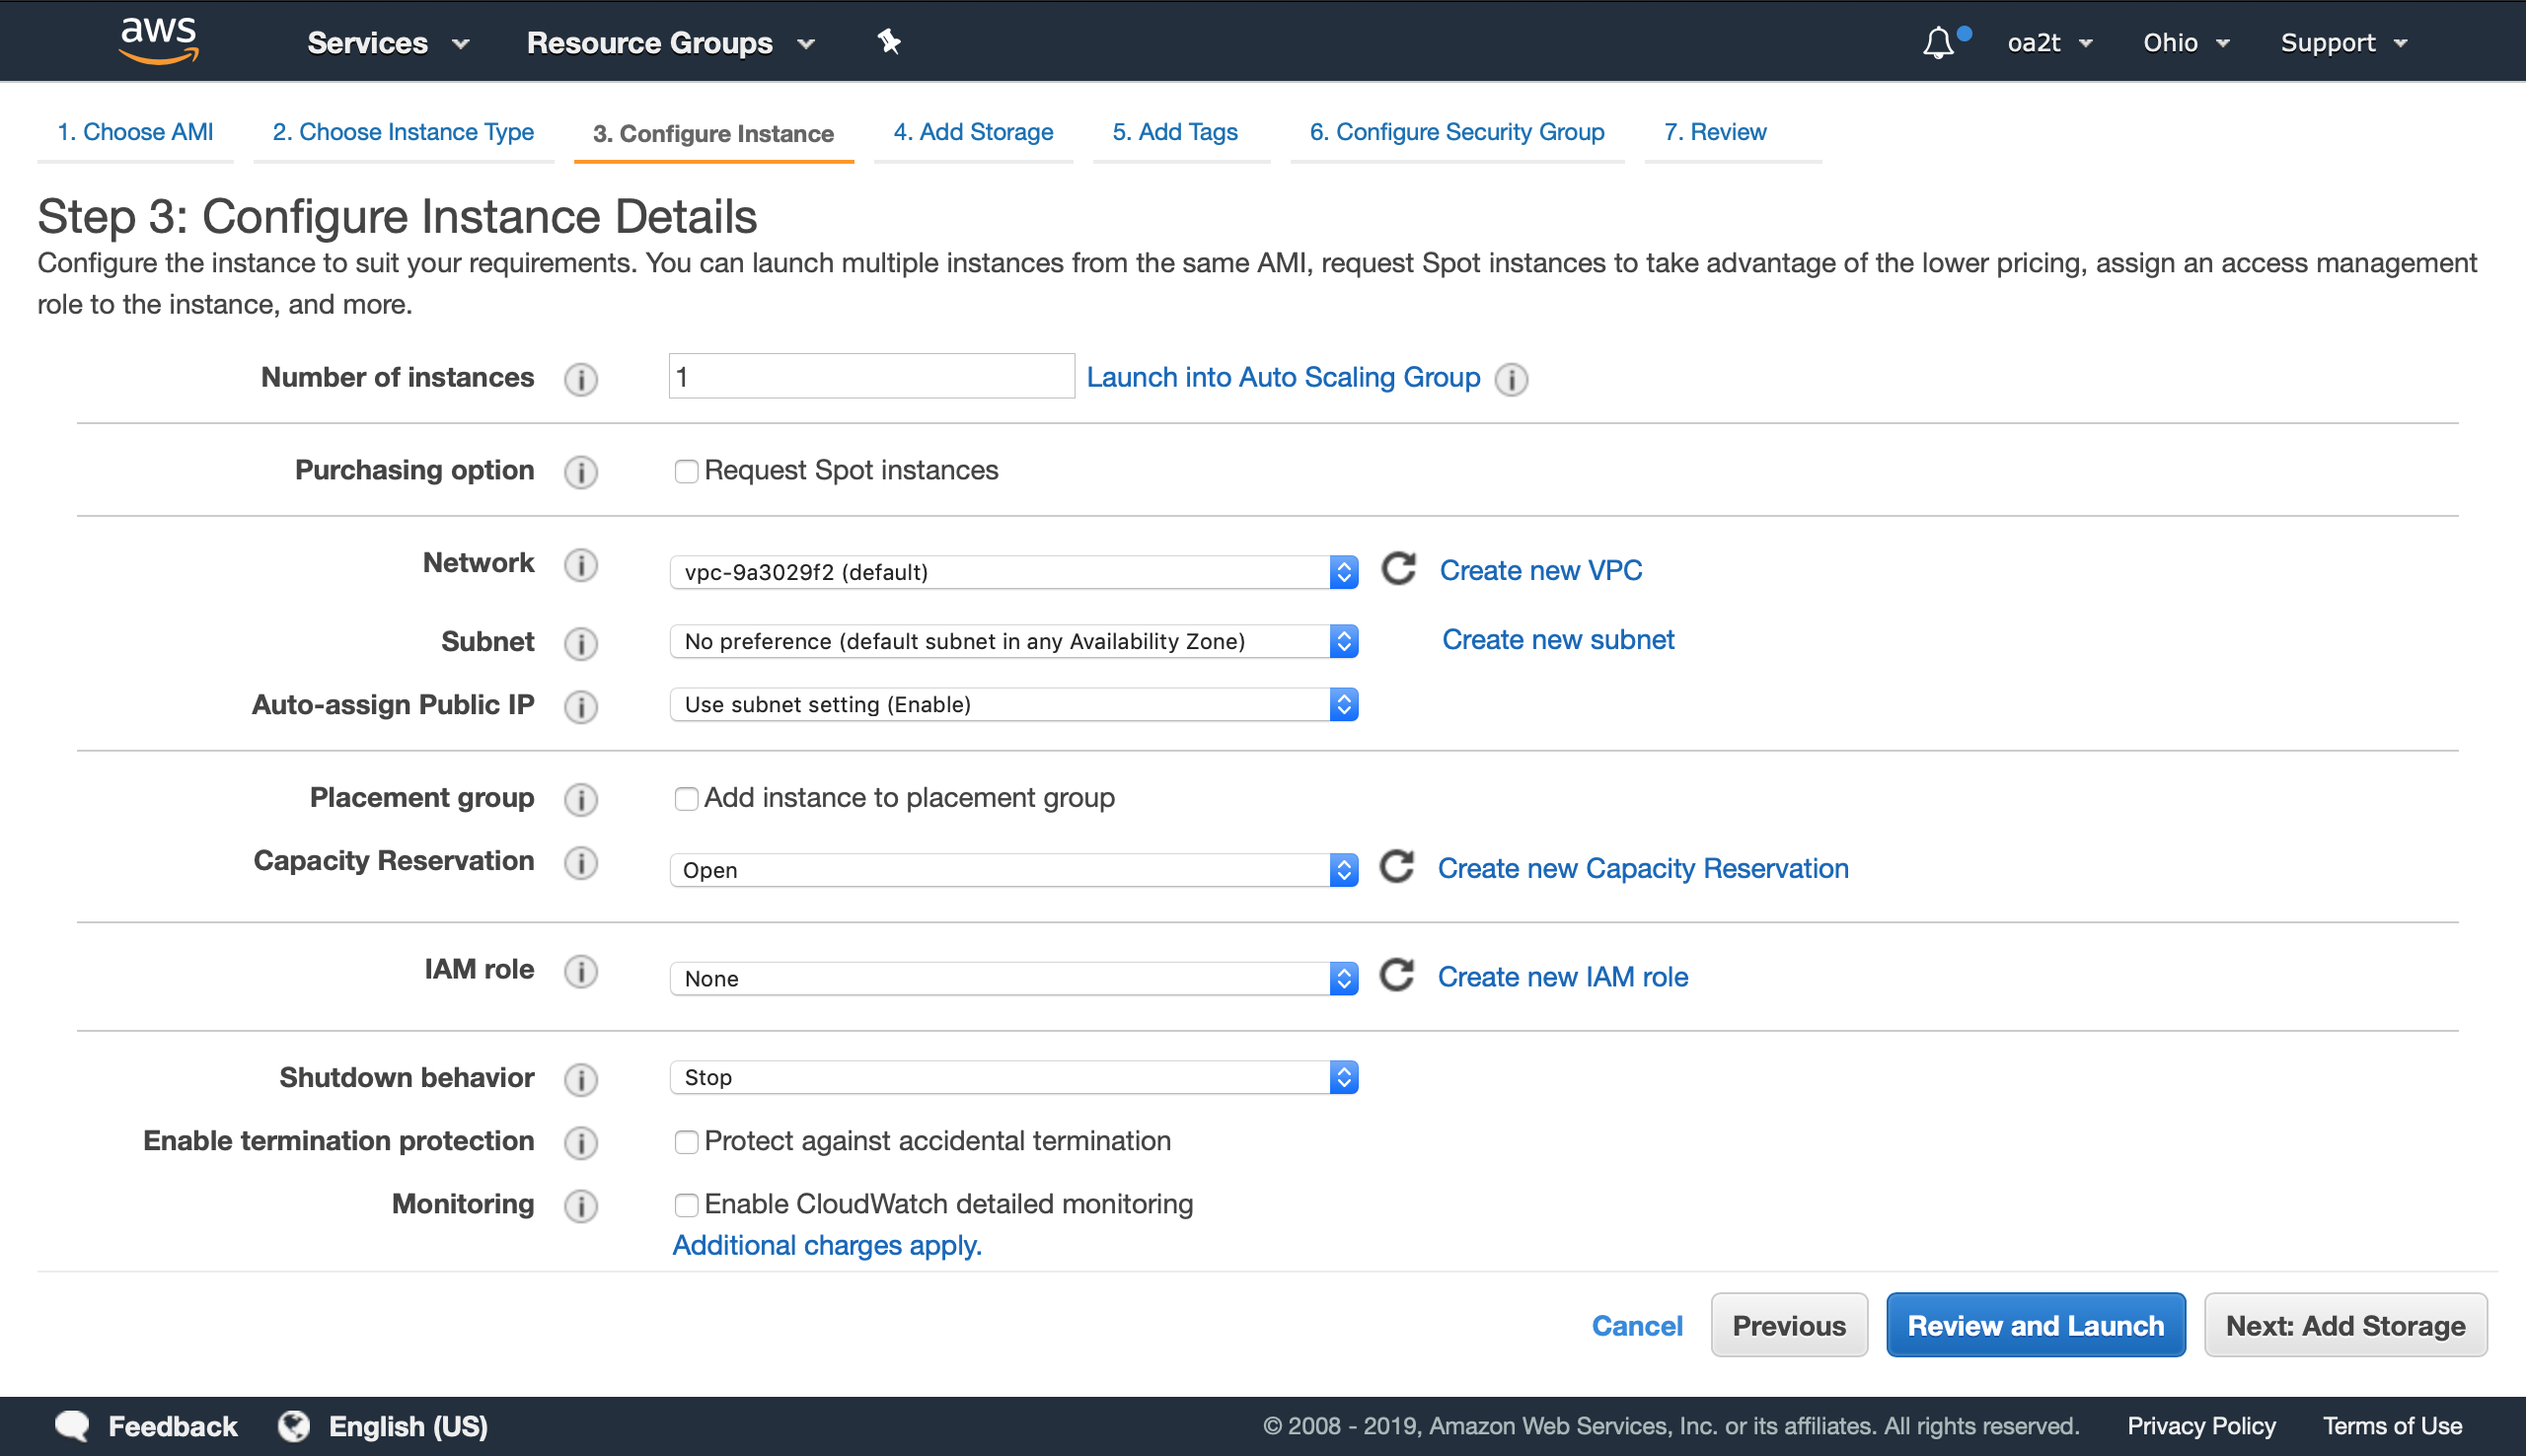 aws Services Resource Groups oa2t Ohio Support
1. Choose AMI 2. Choose Instance Type 3. Configure Instance 4. Add Storage 5. Add Tags 6. Configure Security Group 7. Review
Step 3: Configure Instance Details
Configure the instance to suit your requirements. You can launch multiple instances from the same AMI, request Spot instances to take advantage of the lower pricing, assign an access management
role to the instance, and more.
Number of instances i 1 Launch into Auto Scaling Group i
Purchasing option i Request Spot instances
Network i vpc-9a3029f2 (default) Create new VPC
Subnet i No preference (default subnet in any Availability Zone) Create new subnet
Auto-assign Public IP i Use subnet setting (Enable)
Placement group i Add instance to placement group
Capacity Reservation i Open Create new Capacity Reservation
IAM role i None Create new IAM role
Shutdown behavior i Stop
Enable termination protection i Protect against accidental termination
Monitoring i Enable CloudWatch detailed monitoring
Additional charges apply.
Cancel Previous Review and Launch Next: Add Storage
Feedback English (US) © 2008 - 2019, Amazon Web Services, Inc. or its affiliates. All rights reserved. Privacy Policy Terms of Use